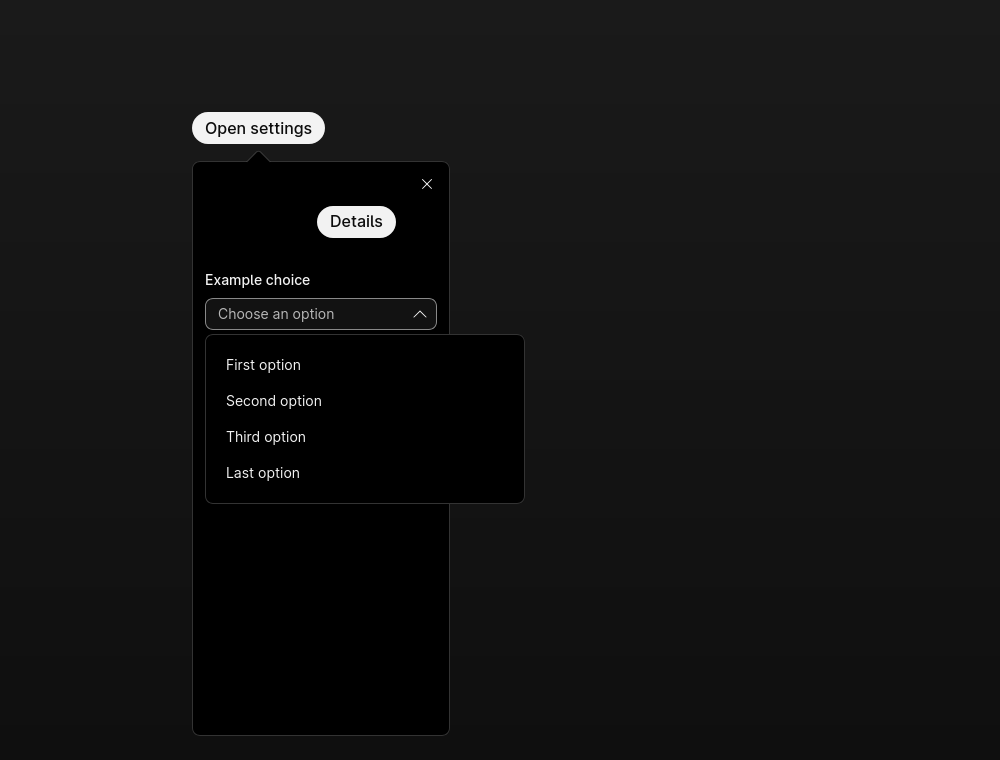 Open settings
Details
Example choice
Choose an option
First option
Second option
Third option
Last option